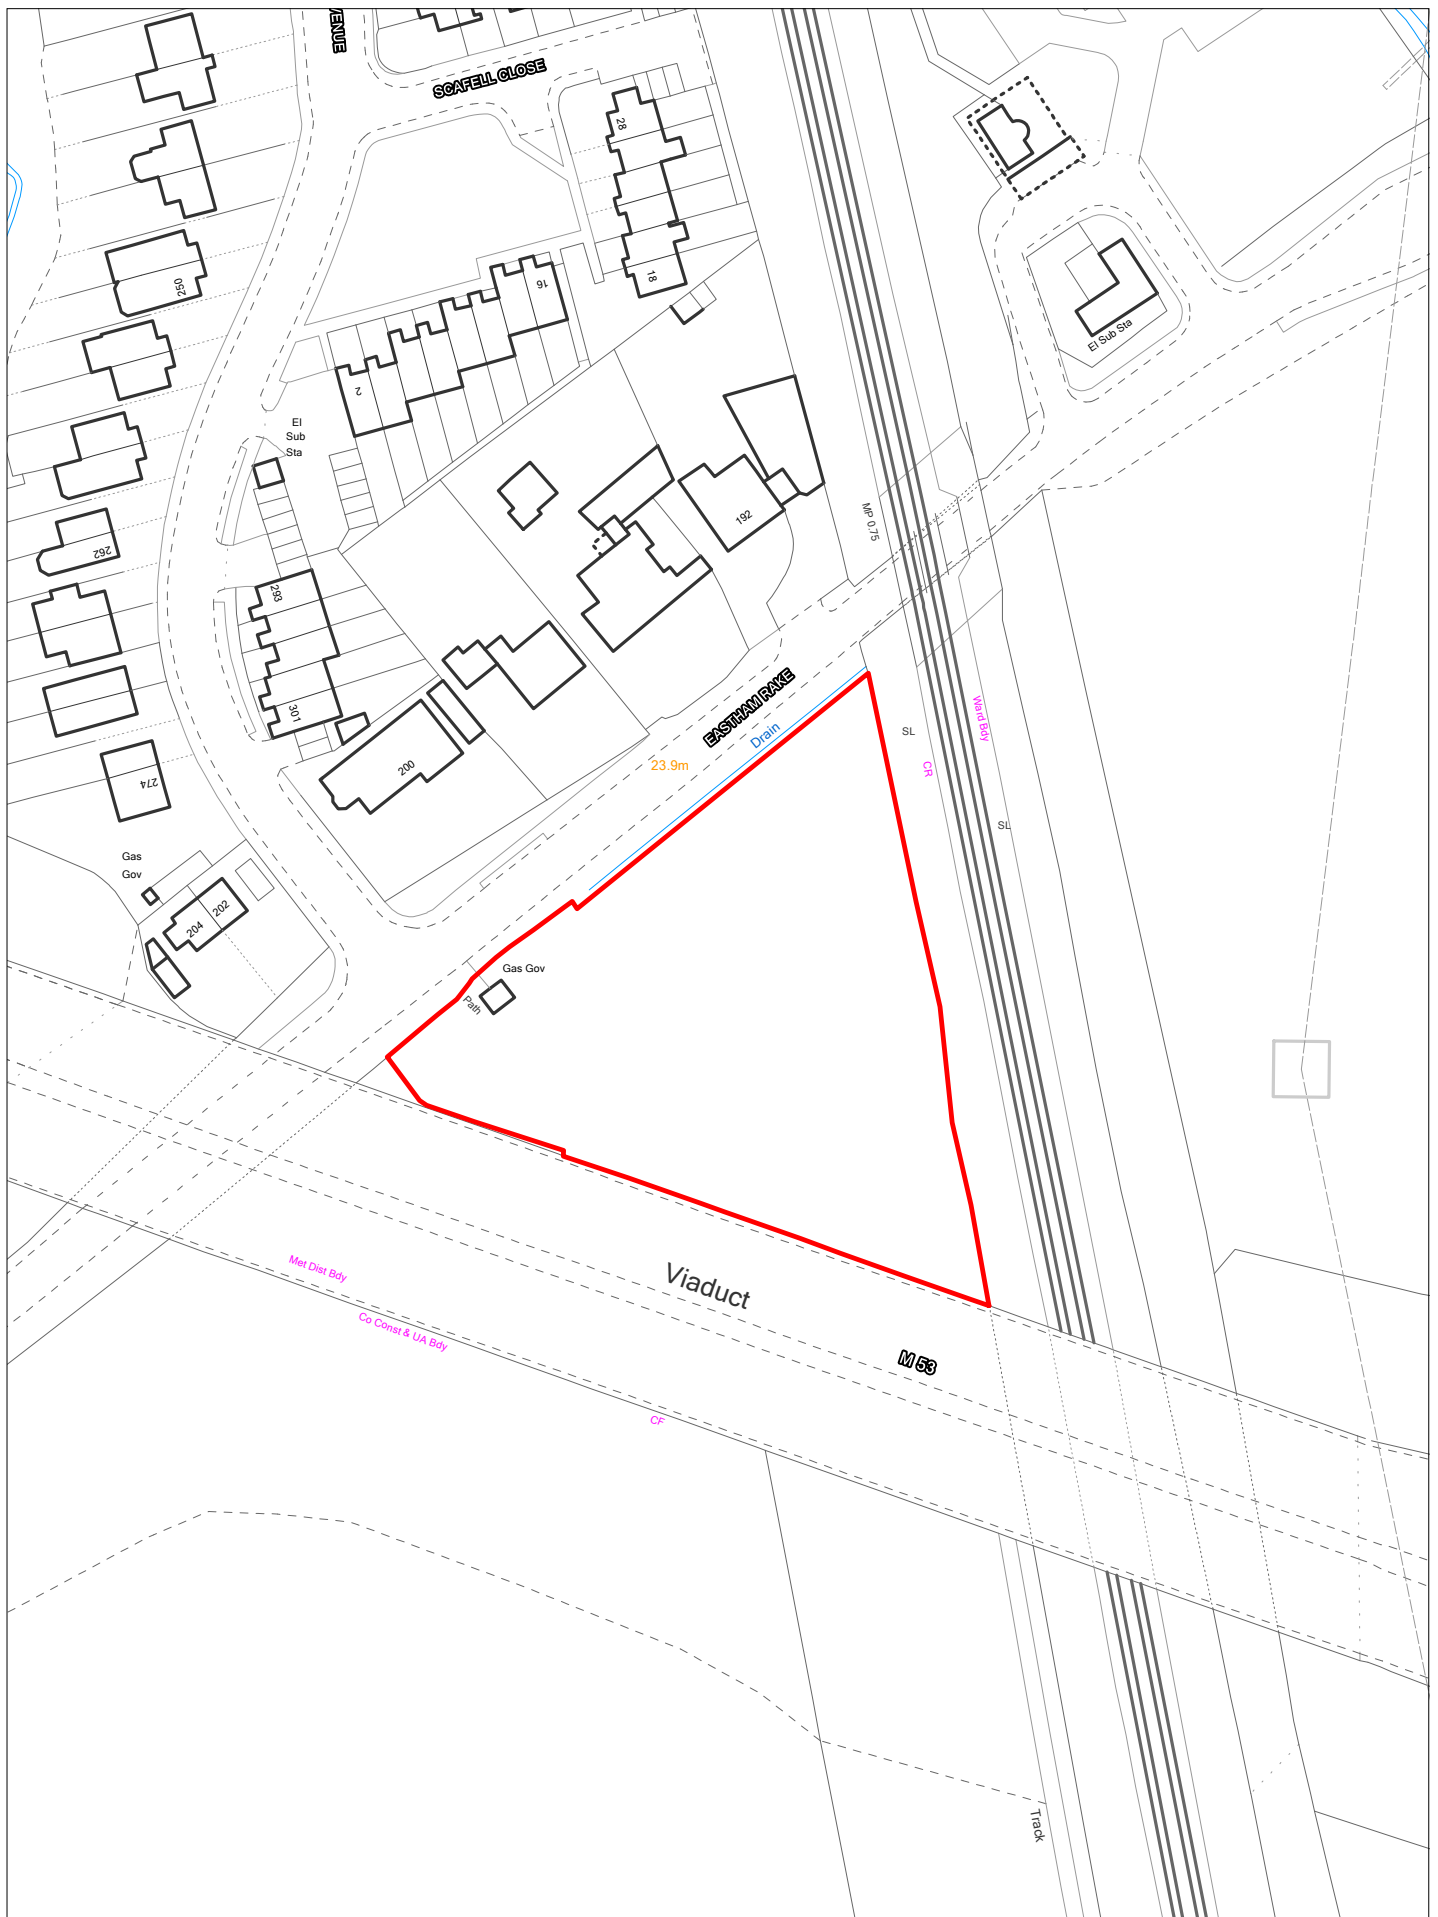 VENUE
SCAFELL CLOSE
28
18
16
2
250
El
Sub
Sta
El Sub Sta
MP 0.75
192
262
293
301
EASTHAM RAKE
Drain
23.9m
200
274
Gas
Gov
202
204
Ward Bdy
SL
CR
SL
Gas Gov
Path
Met Dist Bdy
Viaduct
Co Const & UA Bdy
M 53
CF
Track